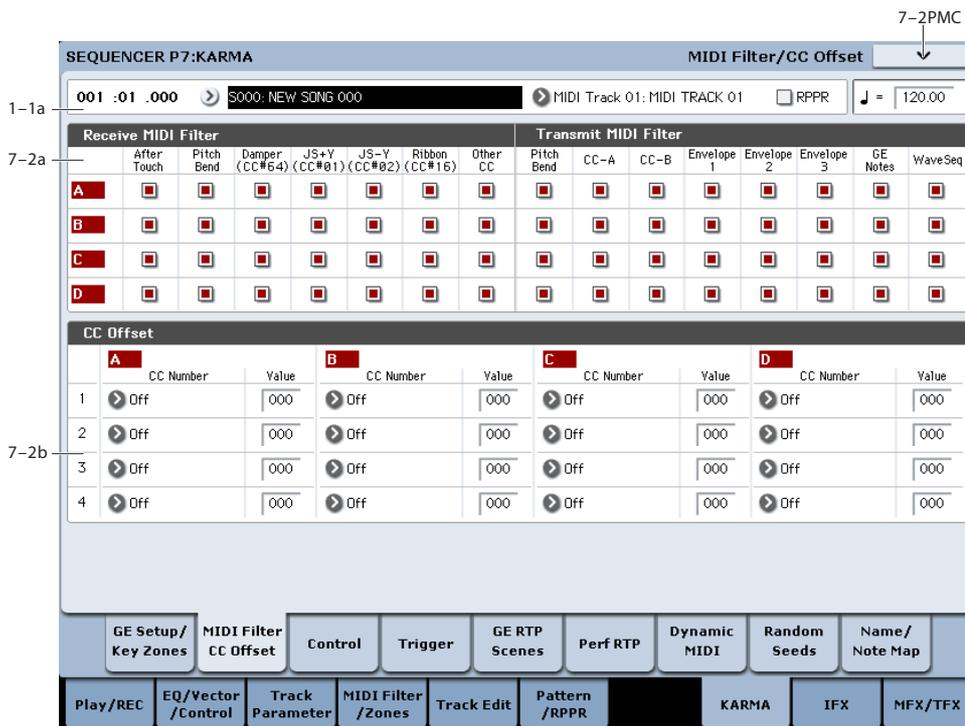 7–2PMC
SEQUENCER P7:KARMA MIDI Filter/CC Offset
1–1a
001 :01 .000 S000: NEW SONG 000 MIDI Track 01: MIDI TRACK 01 RPPR ♩ = 120.00
Receive MIDI Filter Transmit MIDI Filter
7–2a
After Touch Pitch Bend Damper (CC#64) JS+Y (CC#01) JS-Y (CC#02) Ribbon (CC#16) Other CC Pitch Bend CC-A CC-B Envelope 1 Envelope 2 Envelope 3 GE Notes WaveSeq
A
B
C
D
CC Offset
A B C D
CC Number Value CC Number Value CC Number Value CC Number Value
1 Off 000 Off 000 Off 000 Off 000
2 Off 000 Off 000 Off 000 Off 000
7–2b
3 Off 000 Off 000 Off 000 Off 000
4 Off 000 Off 000 Off 000 Off 000
GE Setup/ Key Zones MIDI Filter CC Offset Control Trigger GE RTP Scenes Perf RTP Dynamic MIDI Random Seeds Name/ Note Map
Play/REC EQ/Vector /Control Track Parameter MIDI Filter /Zones Track Edit Pattern /RPPR KARMA IFX MFX/TFX